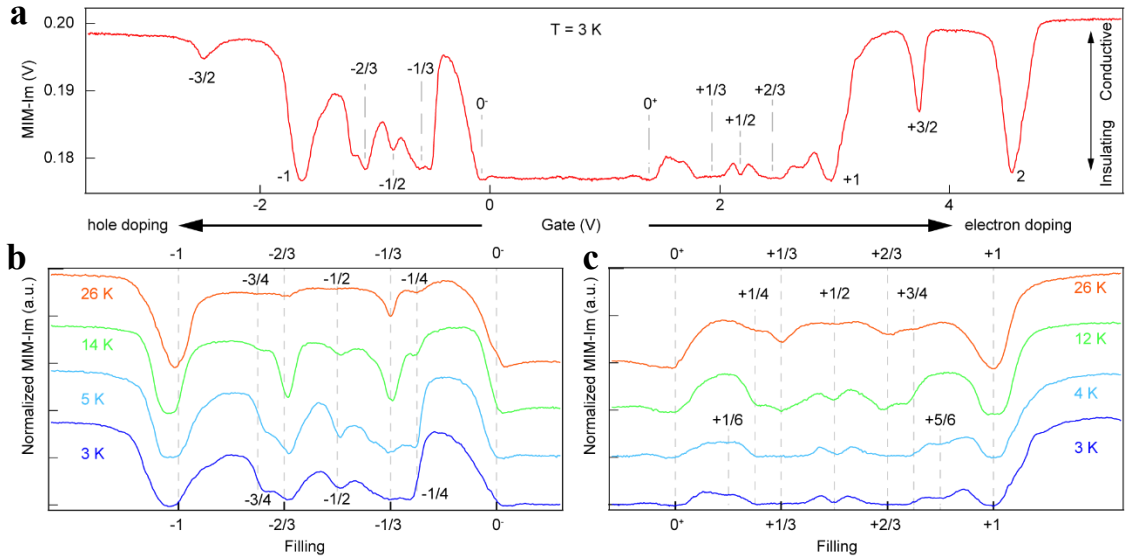 a
0.20
0.19
0.18
MIM-Im (V)
T = 3 K
-3/2
-1
-2/3
-1/2
-1/3
0-
0+
+1/3
+1/2
+2/3
+1
+3/2
2
Insulating Conductive
-2 0 2 4
hole doping Gate (V) electron doping
b
-1 -2/3 -1/3 0-
-3/4 -1/2 -1/4
26 K
14 K
5 K
3 K
-3/4 -1/2 -1/4
Normalized MIM-Im (a.u.)
-1 -2/3 -1/3 0-
Filling
c
0+ +1/3 +2/3 +1
+1/4 +1/2 +3/4
26 K
12 K
4 K
+1/6 +5/6
3 K
Normalized MIM-Im (a.u.)
0+ +1/3 +2/3 +1
Filling